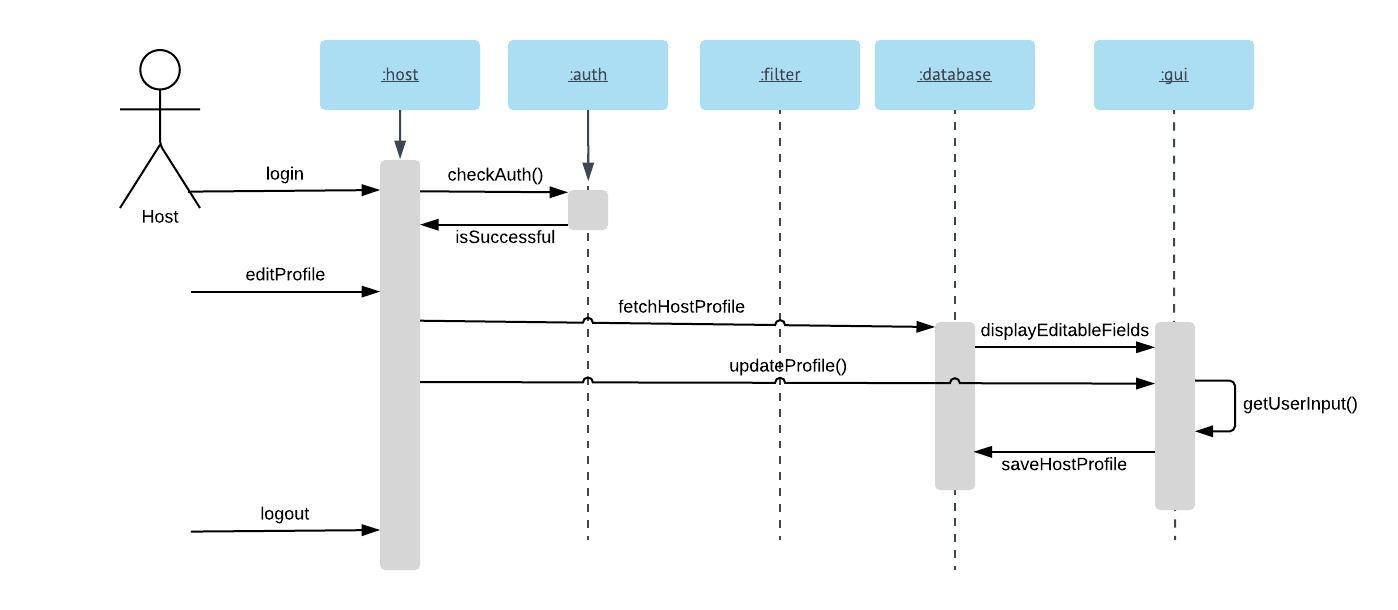 :host
:auth
:filter
:database
:gui
login
checkAuth()
Host
isSuccessful
editProfile
fetchHostProfile
displayEditableFields
updateProfile()
getUserInput()
saveHostProfile
logout